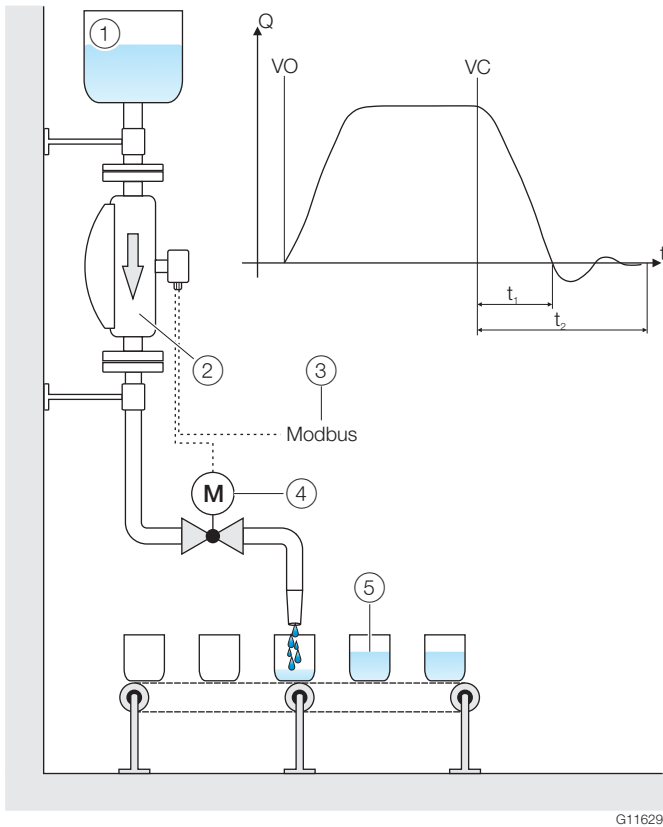 ①
Q
VO
VC
t
t₁
t₂
②
③
Modbus
M
④
⑤
G11629